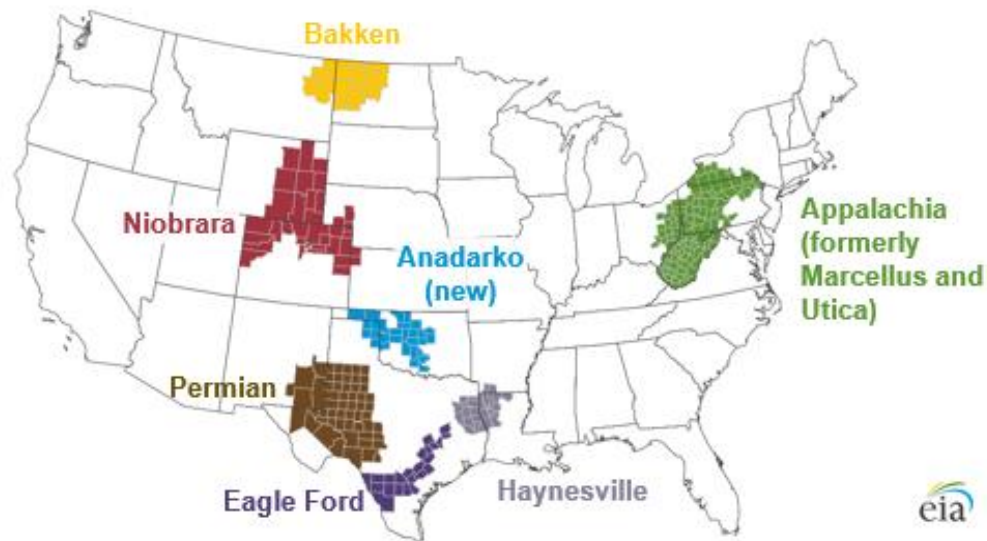 Bakken
Niobrara
Anadarko
(new)
Appalachia
(formerly
Marcellus and
Utica)
Permian
Eagle Ford
Haynesville
eia